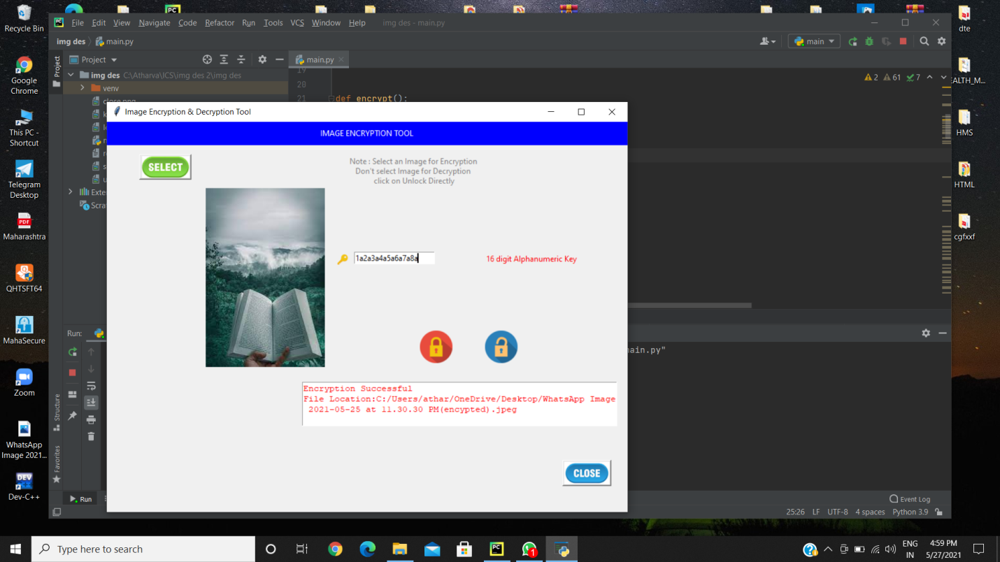 Recycle Bin
Google
Chrome
This PC -
Shortcut
Telegram
Desktop
Maharashtra
QHTSFT64
MahaSecure
Zoom
WhatsApp
Image 2021...
Dev-C++
File Edit View Navigate Code Refactor Run Tools VCS Window Help img des - main.py
img des main.py main
Project Project main.py
img des C:\Atharva\ICS\img des 2\img des
venv
close.png
Exte
Scra
19
20
21 def encrypt():
2 61 7
Image Encryption & Decryption Tool
IMAGE ENCRYPTION TOOL
SELECT
Note : Select an Image for Encryption
Don't select Image for Decryption
click on Unlock Directly
1a2a3a4a5a6a7a8a 16 digit Alphanumeric Key
Encryption Successful
File Location:C:/Users/athar/OneDrive/Desktop/WhatsApp Image
2021-05-25 at 11.30.30 PM(encypted).jpeg
CLOSE
Run:
main.py"
Structure
Favorites
Run Event Log
25:26 LF UTF-8 4 spaces Python 3.9
dte
EALTH_M...
HMS
HTML
cgfxxf
Type here to search
1
ENG
IN
4:59 PM
5/27/2021